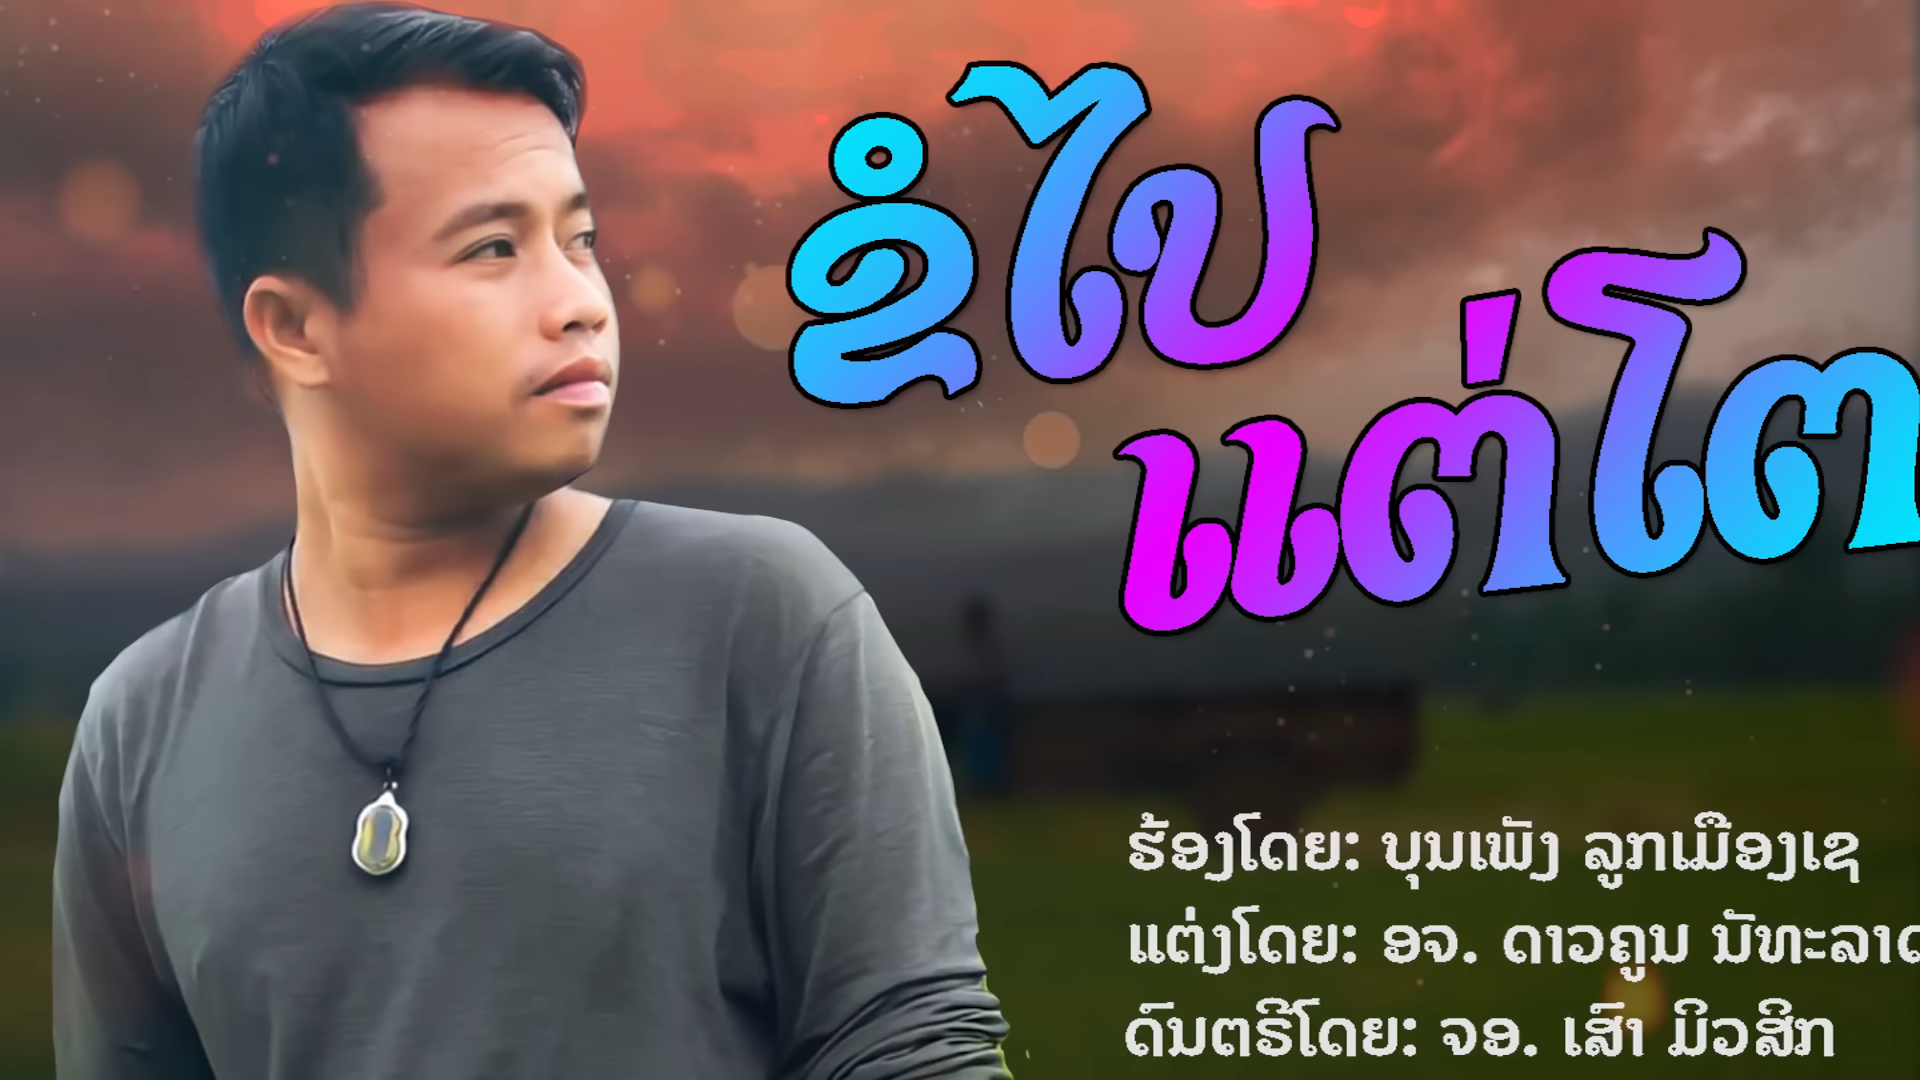 ຂໍໄປ
ແຕ່ໂຕ
ຮ້ອງໂດຍ: ບຸນເພັງ ລູກເມືອງເຊ
ແຕ່ງໂດຍ: ອຈ. ດາວຄູນ ນັທະລາດ
ດົນຕຣີໂດຍ: ຈອ. ເສົາ ມິວສິກ